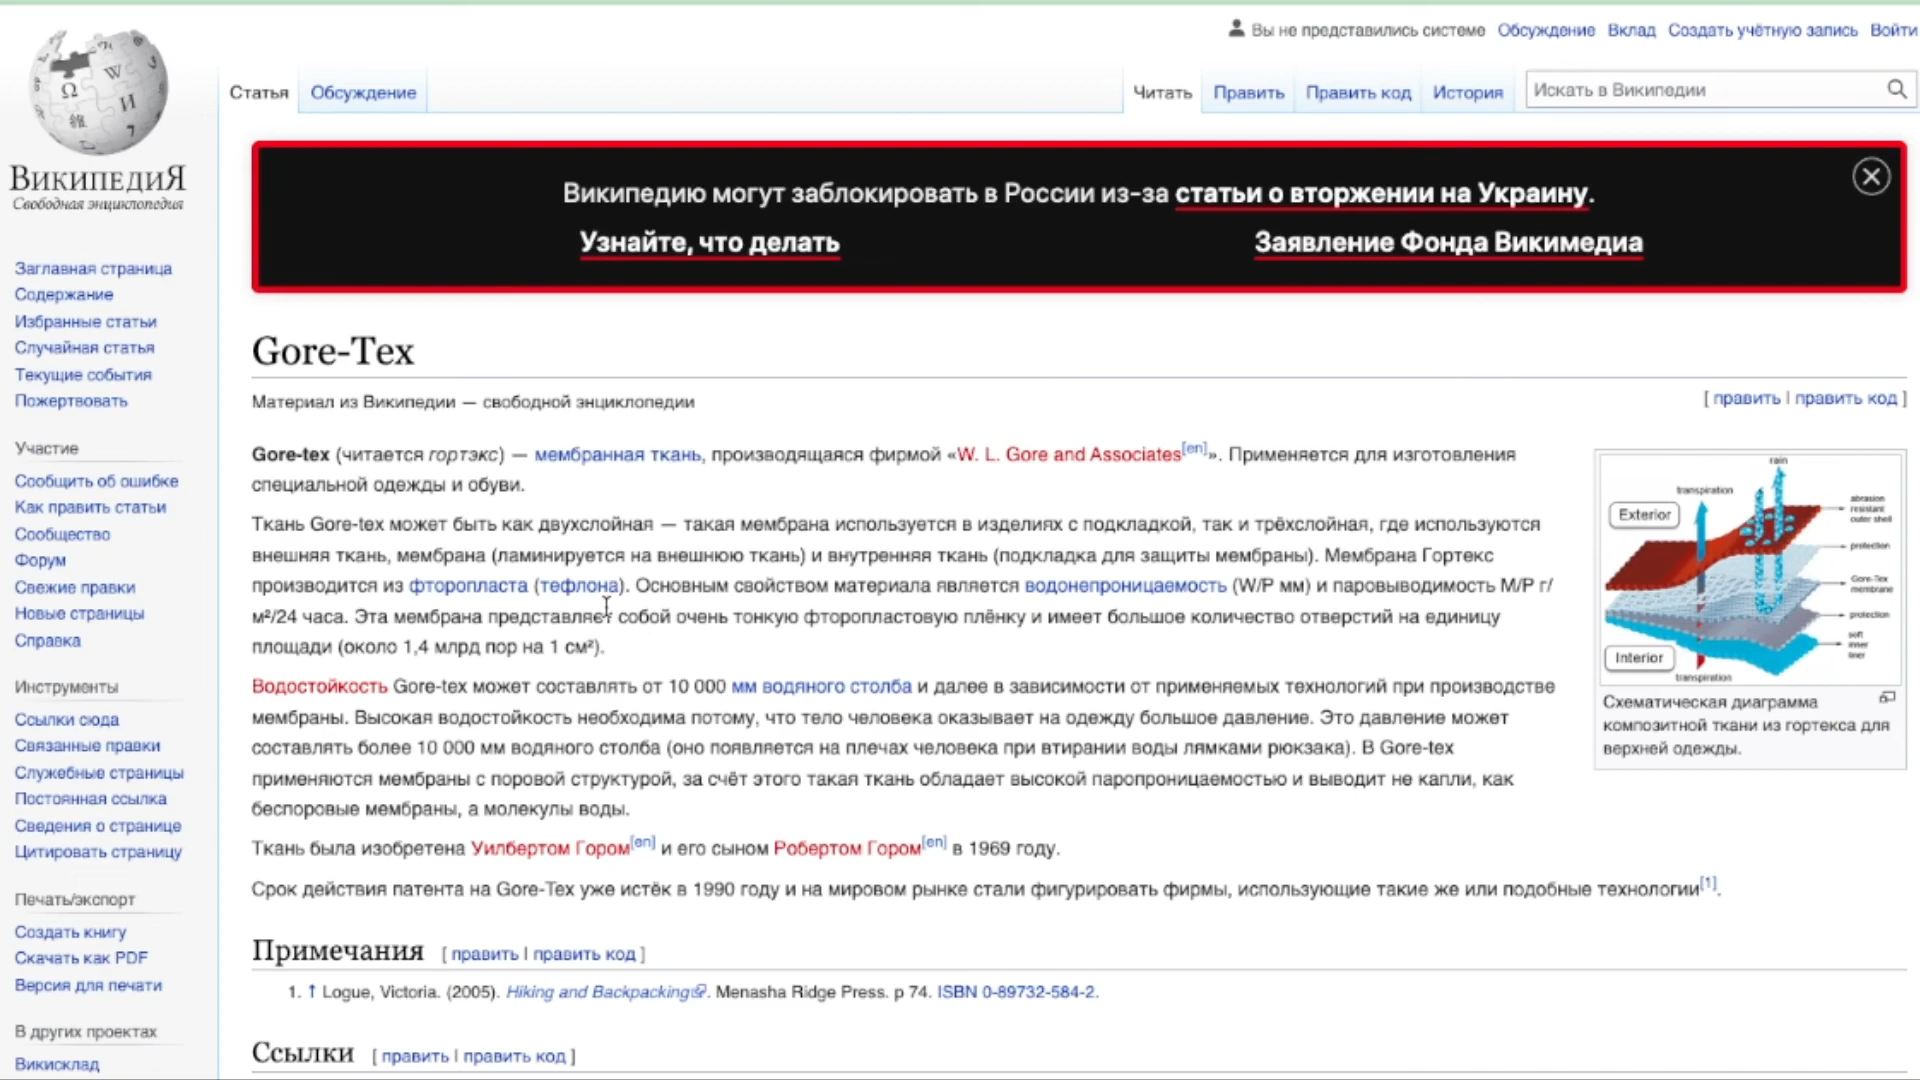 Вы не представились системе Обсуждение Вклад Создать учётную запись Войти
Статья Обсуждение Читать Править Править код История Искать в Википедии
ВИКИПЕДИЯ
Свободная энциклопедия
Википедию могут заблокировать в России из-за статьи о вторжении на Украину.
Узнайте, что делать Заявление Фонда Викимедиа
Заглавная страница
Содержание
Избранные статьи
Случайная статья
Текущие события
Пожертвовать
Участие
Сообщить об ошибке
Как править статьи
Сообщество
Форум
Свежие правки
Новые страницы
Справка
Инструменты
Ссылки сюда
Связанные правки
Служебные страницы
Постоянная ссылка
Сведения о странице
Цитировать страницу
Печать/экспорт
Создать книгу
Скачать как PDF
Версия для печати
В других проектах
Викисклад
Gore-Tex
Материал из Википедии — свободной энциклопедии
[ править | править код ]
Gore-tex (читается гортэкс) — мембранная ткань, производящаяся фирмой «W. L. Gore and Associates[en]». Применяется для изготовления
специальной одежды и обуви.
Ткань Gore-tex может быть как двухслойная — такая мембрана используется в изделиях с подкладкой, так и трёхслойная, где используются
внешняя ткань, мембрана (ламинируется на внешнюю ткань) и внутренняя ткань (подкладка для защиты мембраны). Мембрана Гортекс
производится из фторопласта (тефлона). Основным свойством материала является водонепроницаемость (W/P мм) и паровыводимость М/Р г/
м²/24 часа. Эта мембрана представляет собой очень тонкую фторопластовую плёнку и имеет большое количество отверстий на единицу
площади (около 1,4 млрд пор на 1 см²).
Водостойкость Gore-tex может составлять от 10 000 мм водяного столба и далее в зависимости от применяемых технологий при производстве
мембраны. Высокая водостойкость необходима потому, что тело человека оказывает на одежду большое давление. Это давление может
составлять более 10 000 мм водяного столба (оно появляется на плечах человека при втирании воды лямками рюкзака). В Gore-tex
применяются мембраны с поровой структурой, за счёт этого такая ткань обладает высокой паропроницаемостью и выводит не капли, как
беспоровые мембраны, а молекулы воды.
Ткань была изобретена Уилбертом Гором[en] и его сыном Робертом Гором[en] в 1969 году.
Срок действия патента на Gore-Tex уже истёк в 1990 году и на мировом рынке стали фигурировать фирмы, использующие такие же или подобные технологии[1].
rain
transpiration
Exterior
abrasion
resistant
outer shell
protection
Gore-Tex
membrane
protection
soft
inner
liner
Interior
transpiration
Схематическая диаграмма
композитной ткани из гортекса для
верхней одежды.
Примечания [ править | править код ]
1. ↑ Logue, Victoria. (2005). Hiking and Backpacking. Menasha Ridge Press. p 74. ISBN 0-89732-584-2.
Ссылки [ править | править код ]